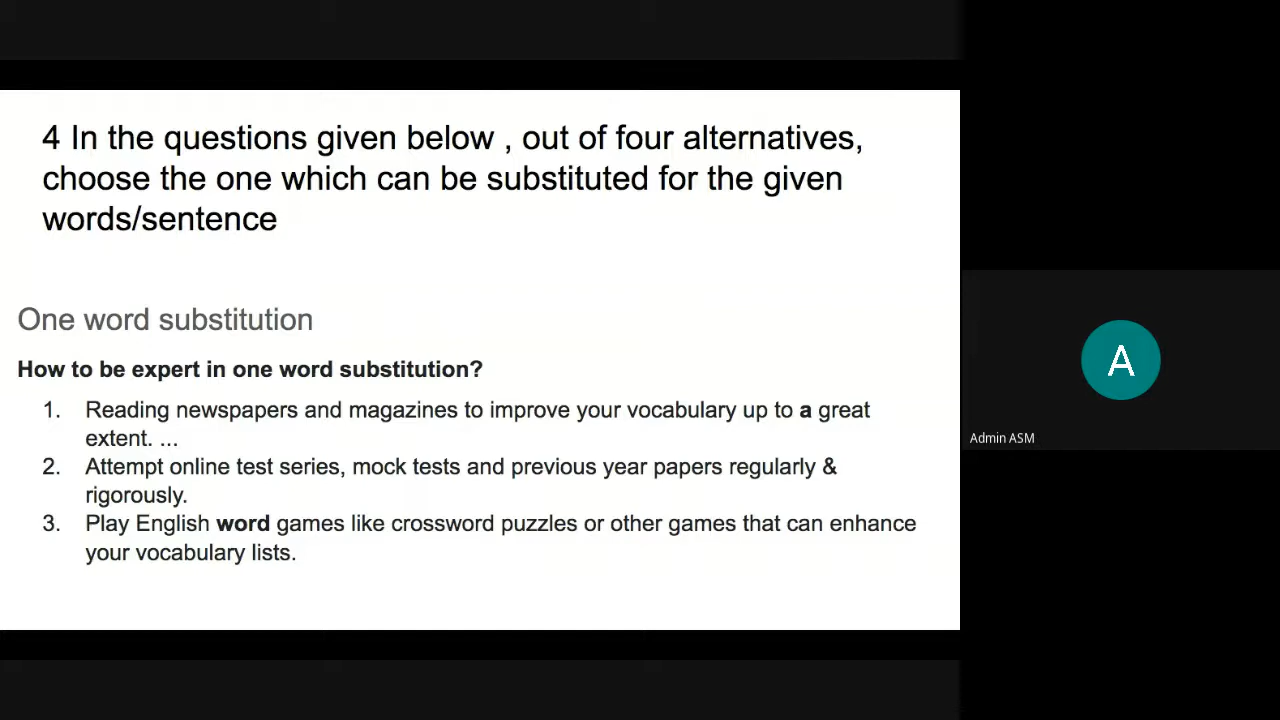 4 In the questions given below , out of four alternatives,
choose the one which can be substituted for the given
words/sentence
One word substitution
How to be expert in one word substitution?
1. Reading newspapers and magazines to improve your vocabulary up to a great
extent. ...
2. Attempt online test series, mock tests and previous year papers regularly &
rigorously.
3. Play English word games like crossword puzzles or other games that can enhance
your vocabulary lists.
A
Admin ASM